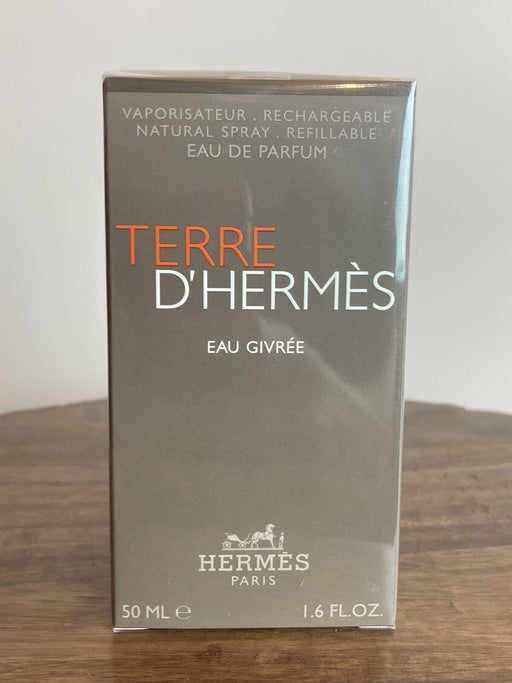 VAPORISATEUR . RECHARGEABLE
NATURAL SPRAY . REFILLABLE
EAU DE PARFUM
TERRE
D'HERMÈS
EAU GIVRÉE
HERMÈS
PARIS
50 ML ℮ 1.6 FL.OZ.